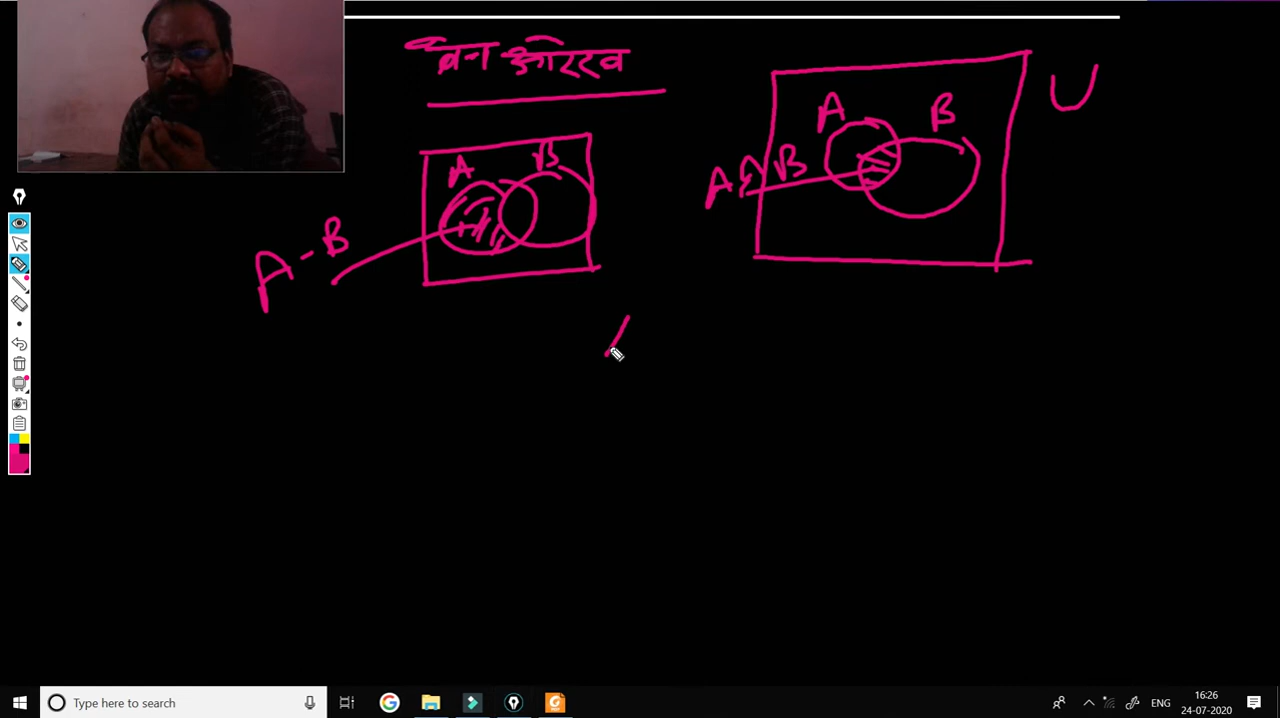 वेन आरेख
A
B
A - B
A
B
U
A ∩ B
Type here to search
ENG
16:26
24-07-2020